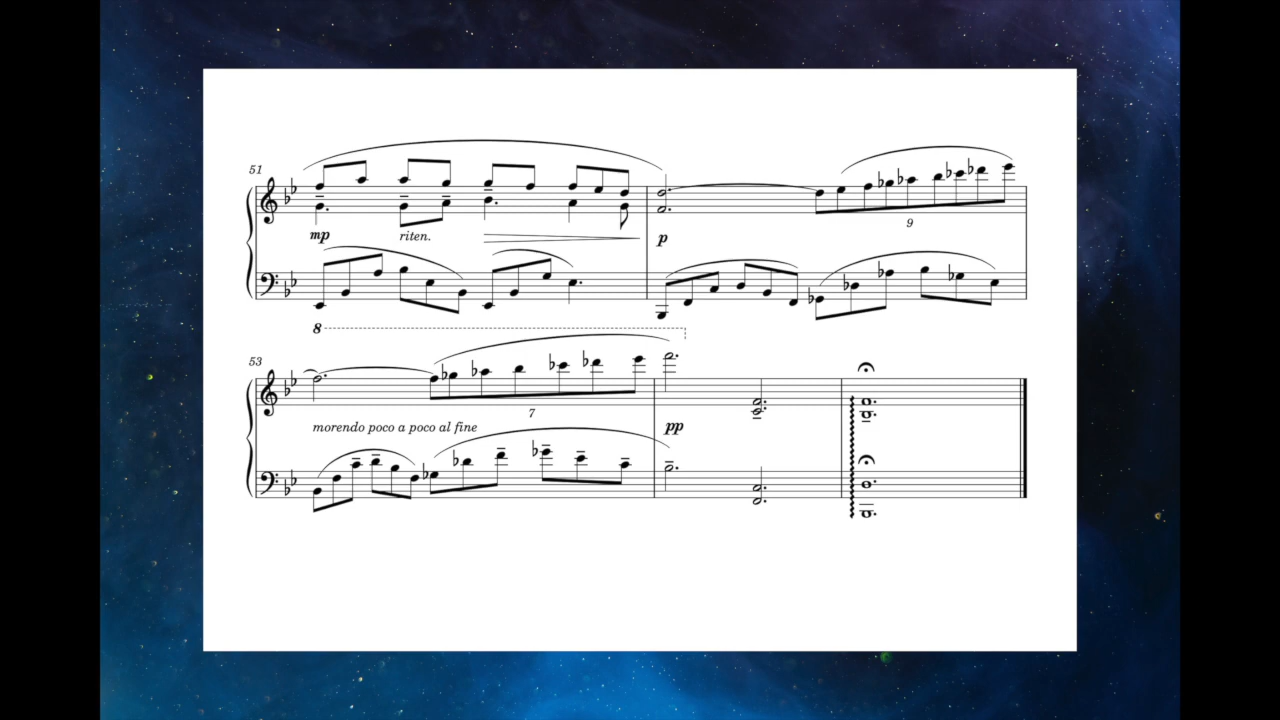 51
mp
riten.
p
9
8
53
morendo poco a poco al fine
7
pp